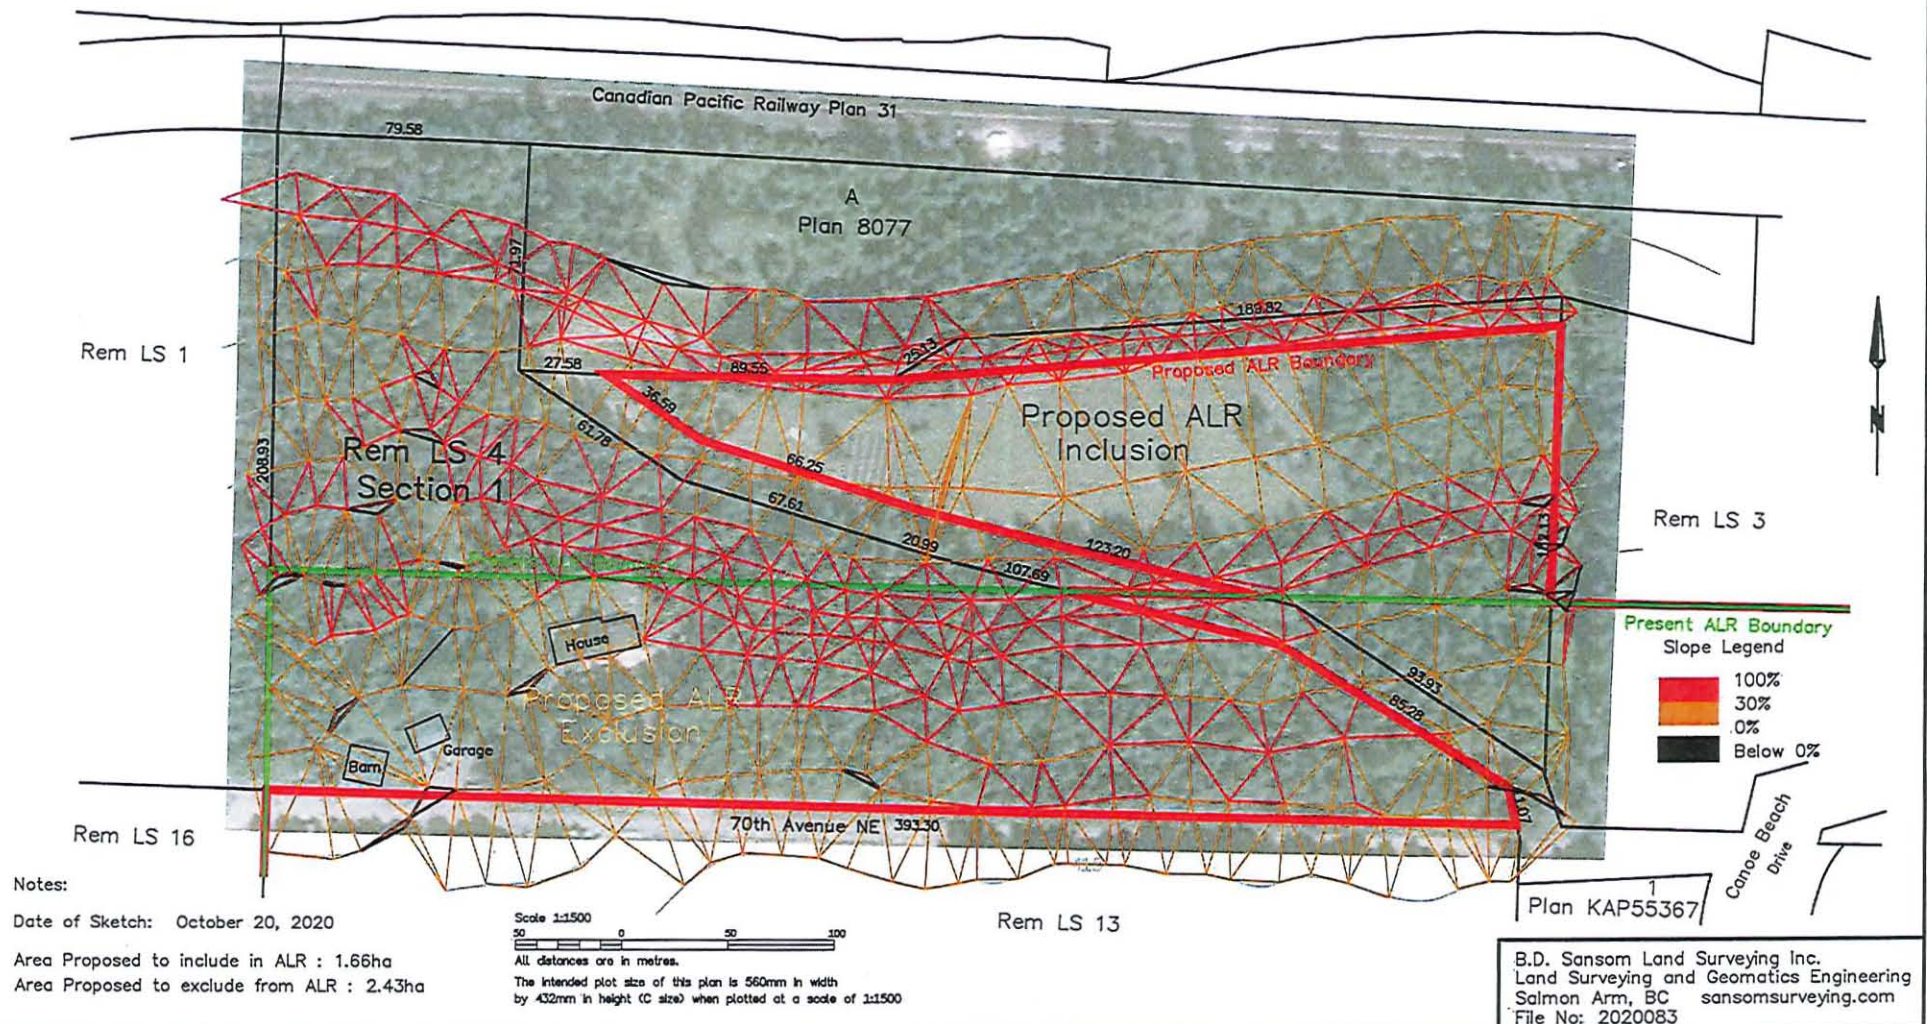 Canadian Pacific Railway Plan 31
79.58
A
Plan 8077
71.97
189.82
25.13
Rem LS 1
27.58
89.55
Proposed ALR Boundary
36.59
61.78
Proposed ALR
Inclusion
208.93
Rem LS 4
Section 1
66.25
67.61
20.99
123.20
107.69
102.13
Rem LS 3
Present ALR Boundary
House
Slope Legend
100%
30%
0%
Below 0%
93.93
85.28
Proposed ALR
Exclusion
Garage
Barn
Rem LS 16
70th Avenue NE 393.30
Canoe Beach
Drive
1
Plan KAP55367
Rem LS 13
Notes:
Date of Sketch: October 20, 2020
Area Proposed to include in ALR : 1.66ha
Area Proposed to exclude from ALR : 2.43ha
Scale 1:1500
50 0 50 100
All distances are in metres.
The intended plot size of this plan is 560mm in width
by 432mm in height (C size) when plotted at a scale of 1:1500
B.D. Sansom Land Surveying Inc.
Land Surveying and Geomatics Engineering
Salmon Arm, BC sansomsurveying.com
File No: 2020083
N